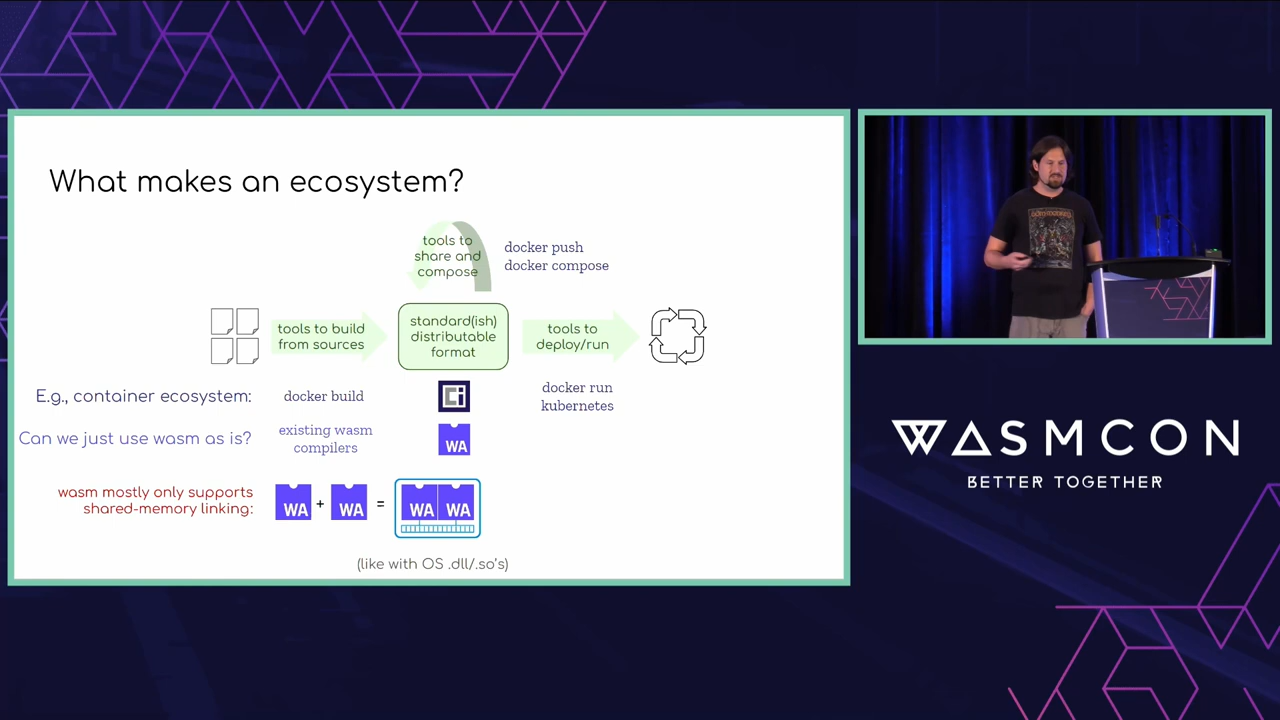 What makes an ecosystem?
tools to
share and
compose
docker push
docker compose
tools to build
from sources
standard(ish)
distributable
format
tools to
deploy/run
E.g., container ecosystem:
docker build
Ci
docker run
kubernetes
Can we just use wasm as is?
existing wasm
compilers
WA
wasm mostly only supports
shared-memory linking:
WA + WA = WA WA
(like with OS .dll/.so's)
WASMCON
BETTER TOGETHER